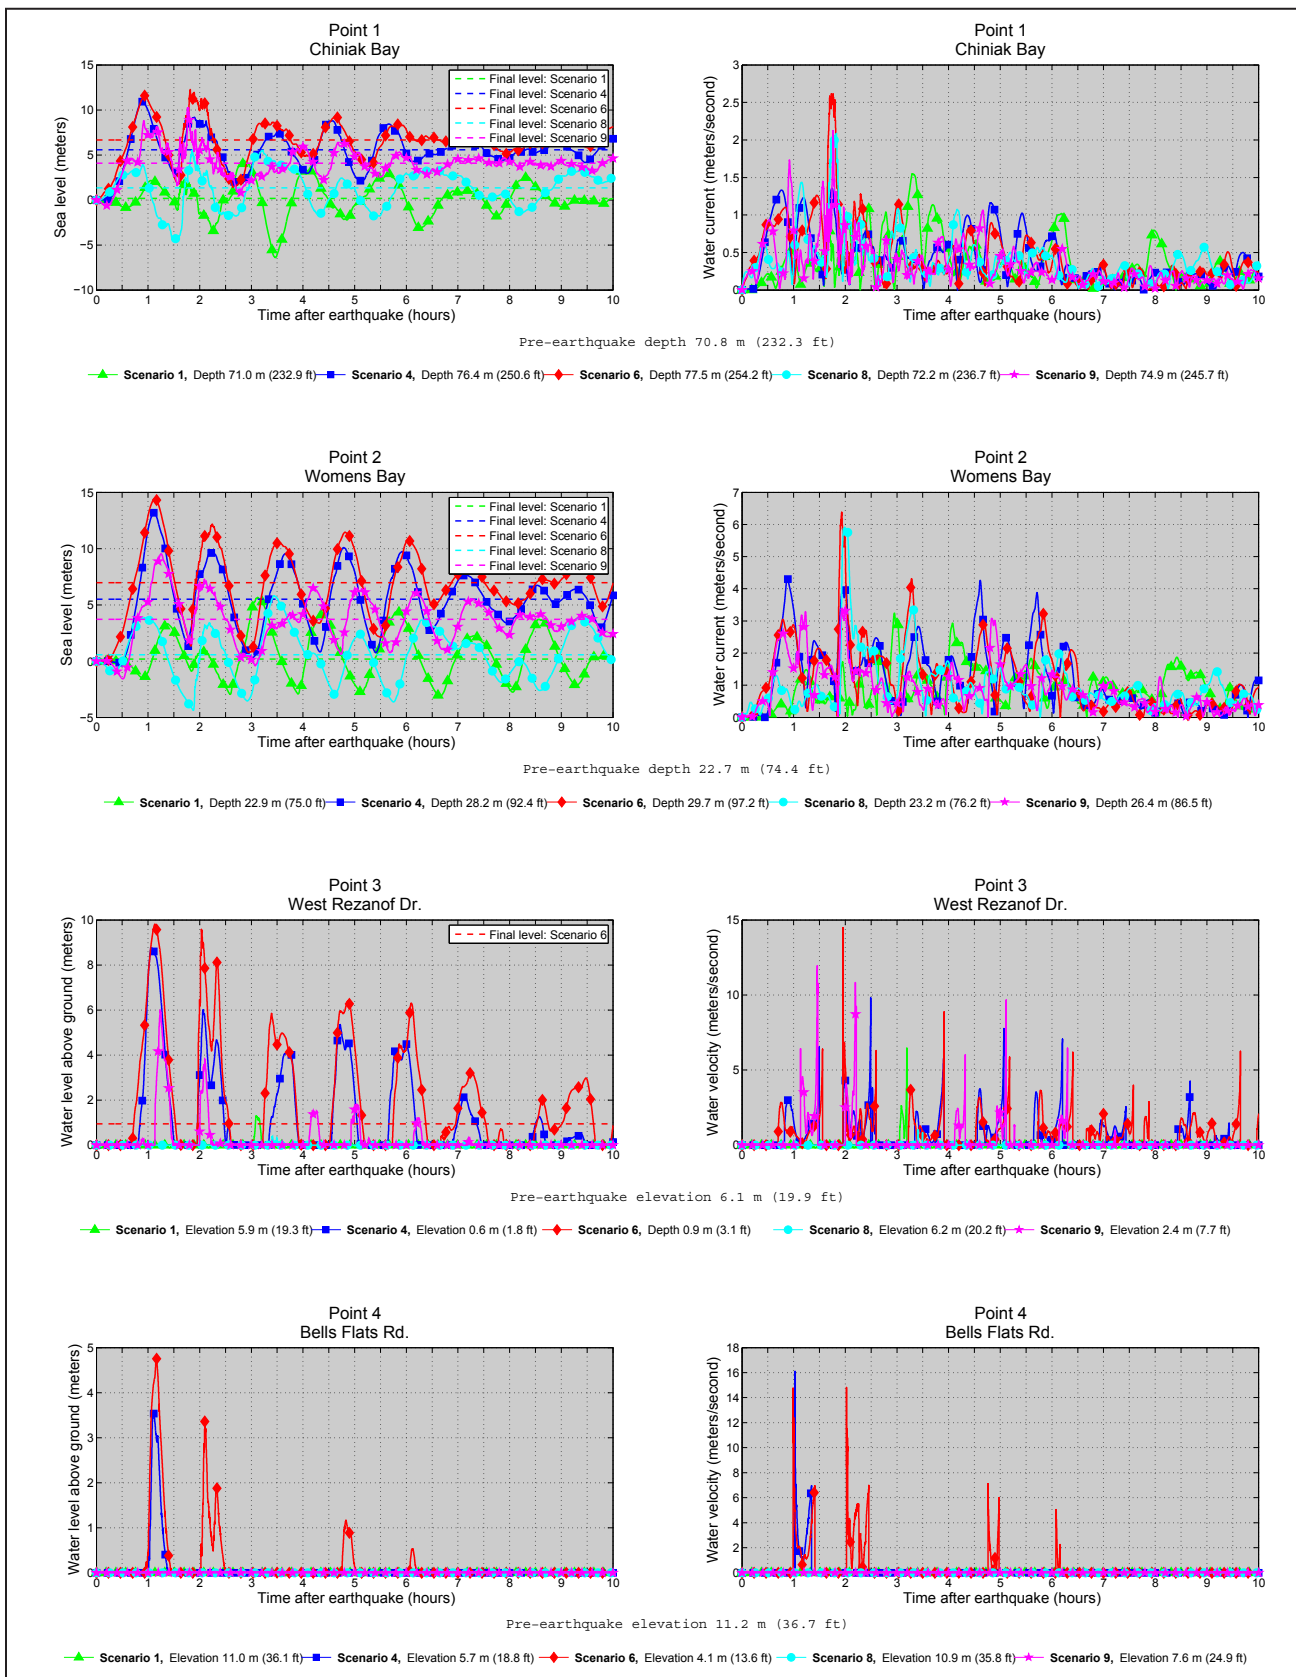 Point 1
Chiniak Bay
Sea level (meters)
15
10
5
0
−5
−10
Final level: Scenario 1
Final level: Scenario 4
Final level: Scenario 6
Final level: Scenario 8
Final level: Scenario 9
0 1 2 3 4 5 6 7 8 9 10
Time after earthquake (hours)
Point 1
Chiniak Bay
Water current (meters/second)
3
2.5
2
1.5
1
0.5
0
0 1 2 3 4 5 6 7 8 9 10
Time after earthquake (hours)
Pre-earthquake depth 70.8 m (232.3 ft)
Scenario 1, Depth 71.0 m (232.9 ft) Scenario 4, Depth 76.4 m (250.6 ft) Scenario 6, Depth 77.5 m (254.2 ft) Scenario 8, Depth 72.2 m (236.7 ft) Scenario 9, Depth 74.9 m (245.7 ft)
Point 2
Womens Bay
Sea level (meters)
15
10
5
0
−5
Final level: Scenario 1
Final level: Scenario 4
Final level: Scenario 6
Final level: Scenario 8
Final level: Scenario 9
0 1 2 3 4 5 6 7 8 9 10
Time after earthquake (hours)
Point 2
Womens Bay
Water current (meters/second)
7
6
5
4
3
2
1
0
0 1 2 3 4 5 6 7 8 9 10
Time after earthquake (hours)
Pre-earthquake depth 22.7 m (74.4 ft)
Scenario 1, Depth 22.9 m (75.0 ft) Scenario 4, Depth 28.2 m (92.4 ft) Scenario 6, Depth 29.7 m (97.2 ft) Scenario 8, Depth 23.2 m (76.2 ft) Scenario 9, Depth 26.4 m (86.5 ft)
Point 3
West Rezanof Dr.
Water level above ground (meters)
10
8
6
4
2
0
Final level: Scenario 6
0 1 2 3 4 5 6 7 8 9 10
Time after earthquake (hours)
Point 3
West Rezanof Dr.
Water velocity (meters/second)
15
10
5
0
0 1 2 3 4 5 6 7 8 9 10
Time after earthquake (hours)
Pre-earthquake elevation 6.1 m (19.9 ft)
Scenario 1, Elevation 5.9 m (19.3 ft) Scenario 4, Elevation 0.6 m (1.8 ft) Scenario 6, Depth 0.9 m (3.1 ft) Scenario 8, Elevation 6.2 m (20.2 ft) Scenario 9, Elevation 2.4 m (7.7 ft)
Point 4
Bells Flats Rd.
Water level above ground (meters)
5
4
3
2
1
0
0 1 2 3 4 5 6 7 8 9 10
Time after earthquake (hours)
Point 4
Bells Flats Rd.
Water velocity (meters/second)
18
16
14
12
10
8
6
4
2
0
0 1 2 3 4 5 6 7 8 9 10
Time after earthquake (hours)
Pre-earthquake elevation 11.2 m (36.7 ft)
Scenario 1, Elevation 11.0 m (36.1 ft) Scenario 4, Elevation 5.7 m (18.8 ft) Scenario 6, Elevation 4.1 m (13.6 ft) Scenario 8, Elevation 10.9 m (35.8 ft) Scenario 9, Elevation 7.6 m (24.9 ft)